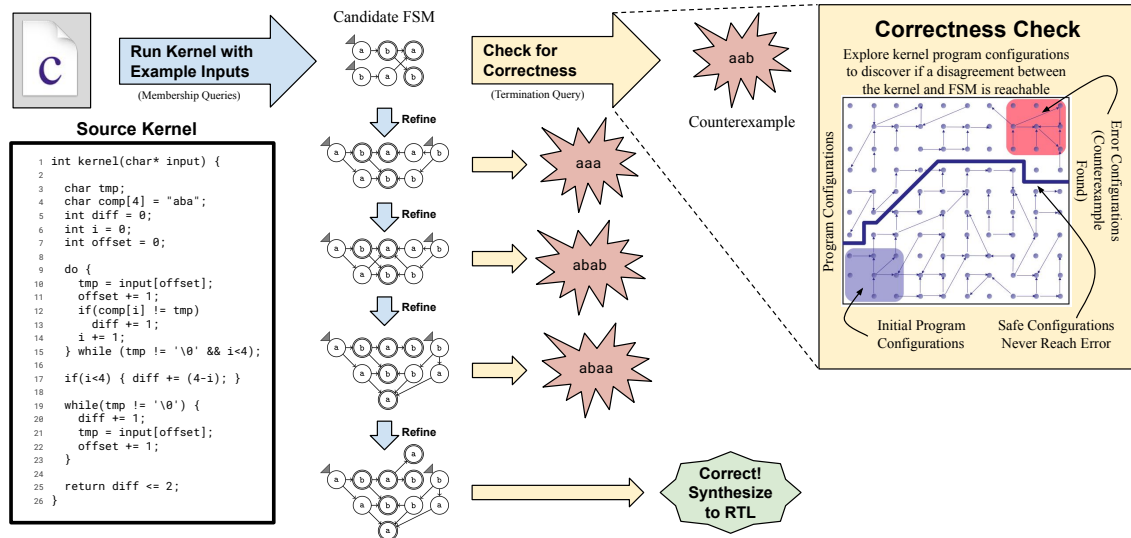 c
Run Kernel with
Example Inputs
(Membership Queries)
Candidate FSM
a b a
b a b
Check for
Correctness
(Termination Query)
aab
Counterexample
Refine
a b a a b
b b b
aaa
Refine
a b a a b
b b b
abab
Refine
a b a b b
b b a
a
abaa
Refine
a
a b a b b
b b a
a
Correct!
Synthesize
to RTL
Source Kernel
1 int kernel(char* input) {
2
3 char tmp;
4 char comp[4] = "aba";
5 int diff = 0;
6 int i = 0;
7 int offset = 0;
8
9 do {
10 tmp = input[offset];
11 offset += 1;
12 if(comp[i] != tmp)
13 diff += 1;
14 i += 1;
15 } while (tmp != '\0' && i<4);
16
17 if(i<4) { diff += (4-i); }
18
19 while(tmp != '\0') {
20 diff += 1;
21 tmp = input[offset];
22 offset += 1;
23 }
24
25 return diff <= 2;
26 }
Correctness Check
Explore kernel program configurations
to discover if a disagreement between
the kernel and FSM is reachable
Program Configurations
Error Configurations
(Counterexample
Found)
Initial Program
Configurations
Safe Configurations
Never Reach Error